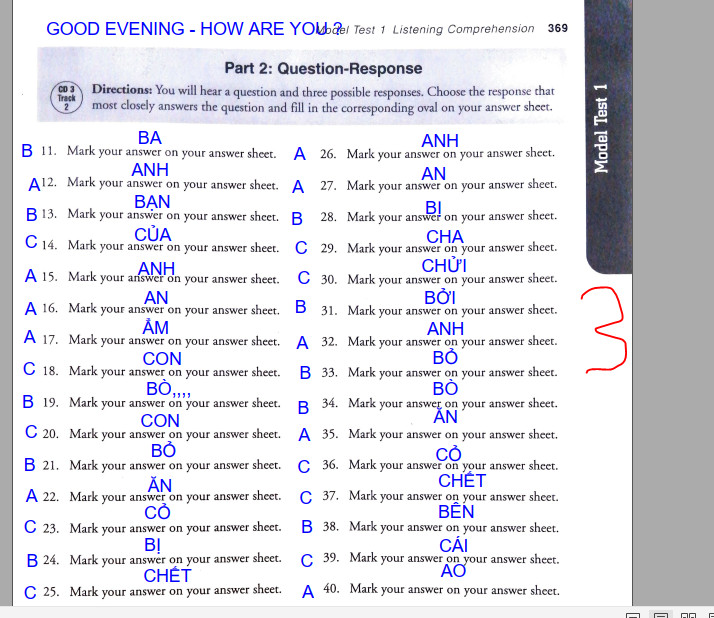 GOOD EVENING - HOW ARE YOU ?
Model Test 1 Listening Comprehension 369
Part 2: Question-Response
CD 3
Track
2
Directions: You will hear a question and three possible responses. Choose the response that
most closely answers the question and fill in the corresponding oval on your answer sheet.
Model Test 1
3
BA
B 11. Mark your answer on your answer sheet.
ANH
A 12. Mark your answer on your answer sheet.
BẠN
B 13. Mark your answer on your answer sheet.
CỦA
C 14. Mark your answer on your answer sheet.
ANH
A 15. Mark your answer on your answer sheet.
AN
A 16. Mark your answer on your answer sheet.
ẲM
A 17. Mark your answer on your answer sheet.
CON
C 18. Mark your answer on your answer sheet.
BÒ,,,,
B 19. Mark your answer on your answer sheet.
CON
C 20. Mark your answer on your answer sheet.
BỎ
B 21. Mark your answer on your answer sheet.
ĂN
A 22. Mark your answer on your answer sheet.
CỎ
C 23. Mark your answer on your answer sheet.
BỊ
B 24. Mark your answer on your answer sheet.
CHẾT
C 25. Mark your answer on your answer sheet.
ANH
A 26. Mark your answer on your answer sheet.
AN
A 27. Mark your answer on your answer sheet.
BỊ
B 28. Mark your answer on your answer sheet.
CHA
C 29. Mark your answer on your answer sheet.
CHỬI
C 30. Mark your answer on your answer sheet.
BỞI
B 31. Mark your answer on your answer sheet.
ANH
A 32. Mark your answer on your answer sheet.
BỎ
B 33. Mark your answer on your answer sheet.
BÒ
B 34. Mark your answer on your answer sheet.
ĂN
A 35. Mark your answer on your answer sheet.
CỎ
C 36. Mark your answer on your answer sheet.
CHẾT
C 37. Mark your answer on your answer sheet.
BÊN
B 38. Mark your answer on your answer sheet.
CÁI
C 39. Mark your answer on your answer sheet.
AO
A 40. Mark your answer on your answer sheet.